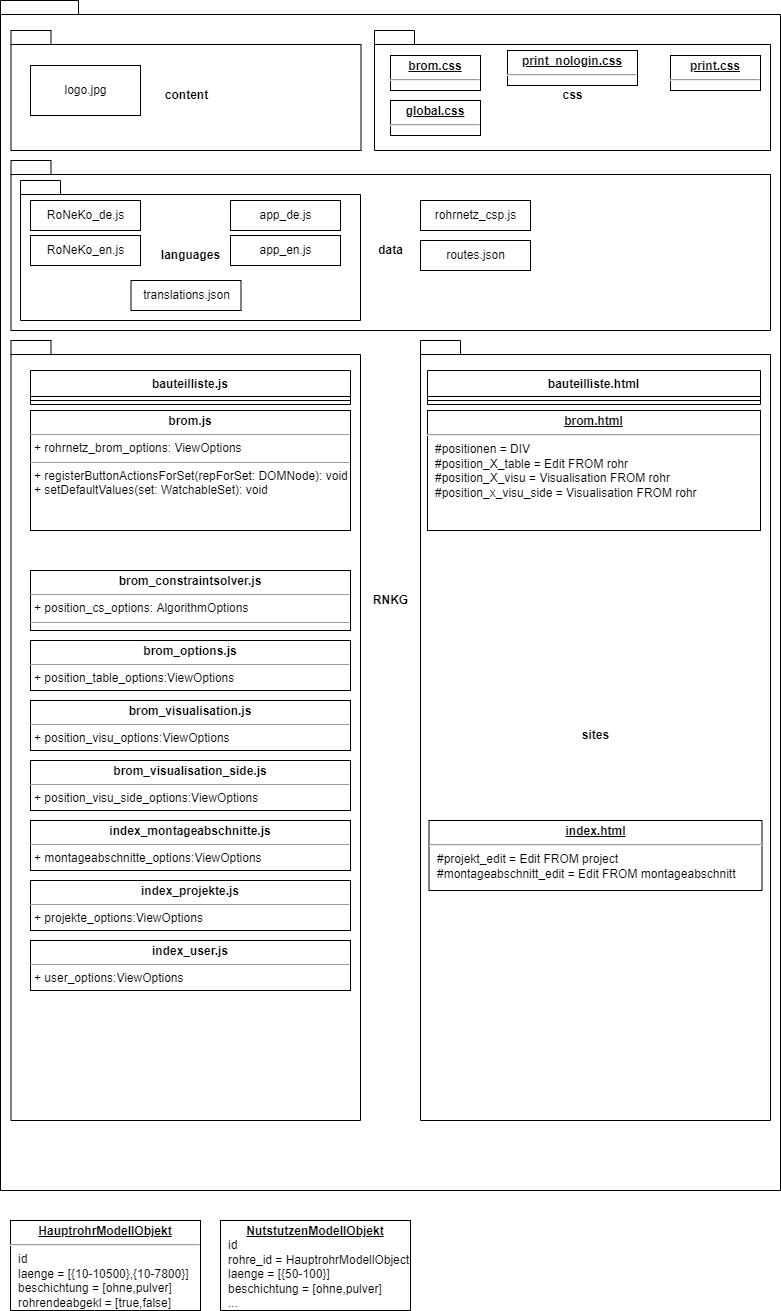 logo.jpg
content
brom.css
print_nologin.css
print.css
css
global.css
RoNeKo_de.js
app_de.js
rohrnetz_csp.js
RoNeKo_en.js
languages
app_en.js
data
routes.json
translations.json
bauteilliste.js
brom.js
+ rohrnetz_brom_options: ViewOptions
+ registerButtonActionsForSet(repForSet: DOMNode): void
+ setDefaultValues(set: WatchableSet): void
brom_constraintsolver.js
+ position_cs_options: AlgorithmOptions
brom_options.js
+ position_table_options:ViewOptions
brom_visualisation.js
+ position_visu_options:ViewOptions
brom_visualisation_side.js
+ position_visu_side_options:ViewOptions
index_montageabschnitte.js
+ montageabschnitte_options:ViewOptions
index_projekte.js
+ projekte_options:ViewOptions
index_user.js
+ user_options:ViewOptions
RNKG
bauteilliste.html
brom.html
#positionen = DIV
#position_X_table = Edit FROM rohr
#position_X_visu = Visualisation FROM rohr
#position_x_visu_side = Visualisation FROM rohr
sites
index.html
#projekt_edit = Edit FROM project
#montageabschnitt_edit = Edit FROM montageabschnitt
HauptrohrModellObjekt
id
laenge = [{10-10500},{10-7800}]
beschichtung = [ohne,pulver]
rohrendeabgekl = [true,false]
NutstutzenModellObjekt
id
rohre_id = HauptrohrModellObject
laenge = [{50-100}]
beschichtung = [ohne,pulver]
...